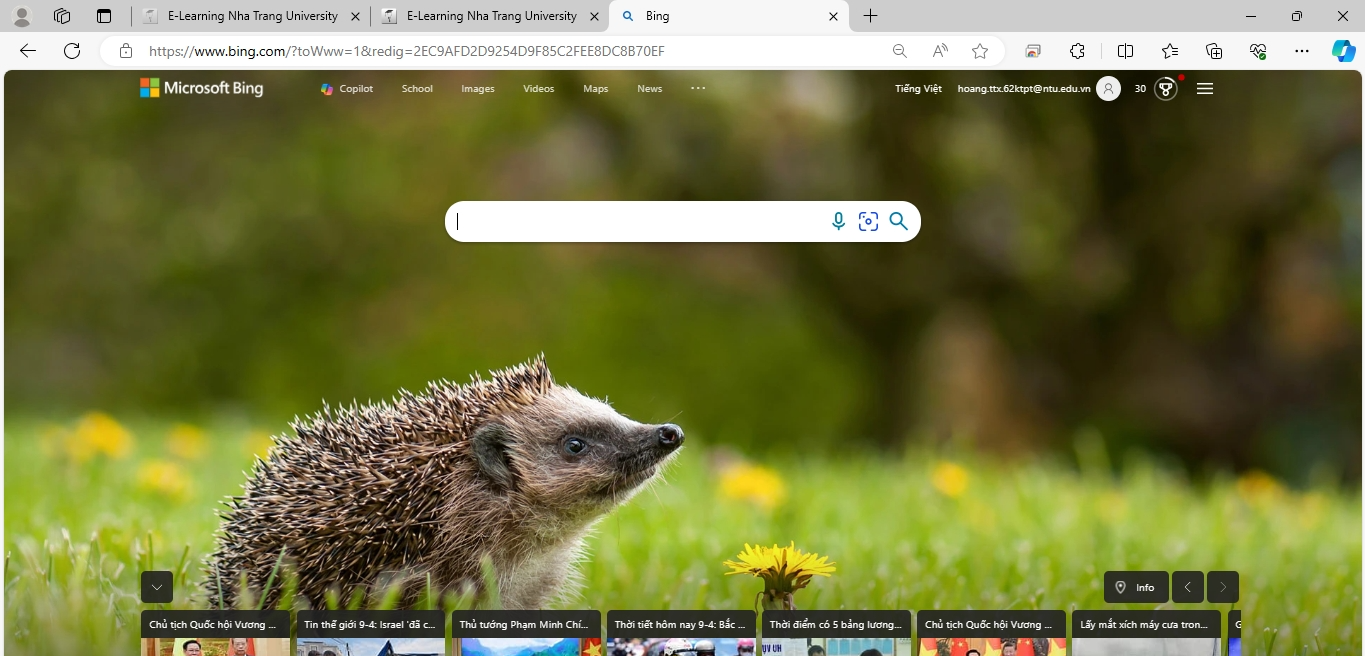 E-Learning Nha Trang University
E-Learning Nha Trang University
Bing
https://www.bing.com/?toWww=1&redig=2EC9AFD2D9254D9F85C2FEE8DC8B70EF
Microsoft Bing
Copilot
School
Images
Videos
Maps
News
Tiếng Việt
hoang.ttx.62ktpt@ntu.edu.vn
30
Info
Chủ tịch Quốc hội Vương ...
Tin thế giới 9-4: Israel 'đã c...
Thủ tướng Phạm Minh Chí...
Thời tiết hôm nay 9-4: Bắc ...
Thời điểm có 5 bảng lương...
Chủ tịch Quốc hội Vương ...
Lấy mắt xích máy cưa tron...